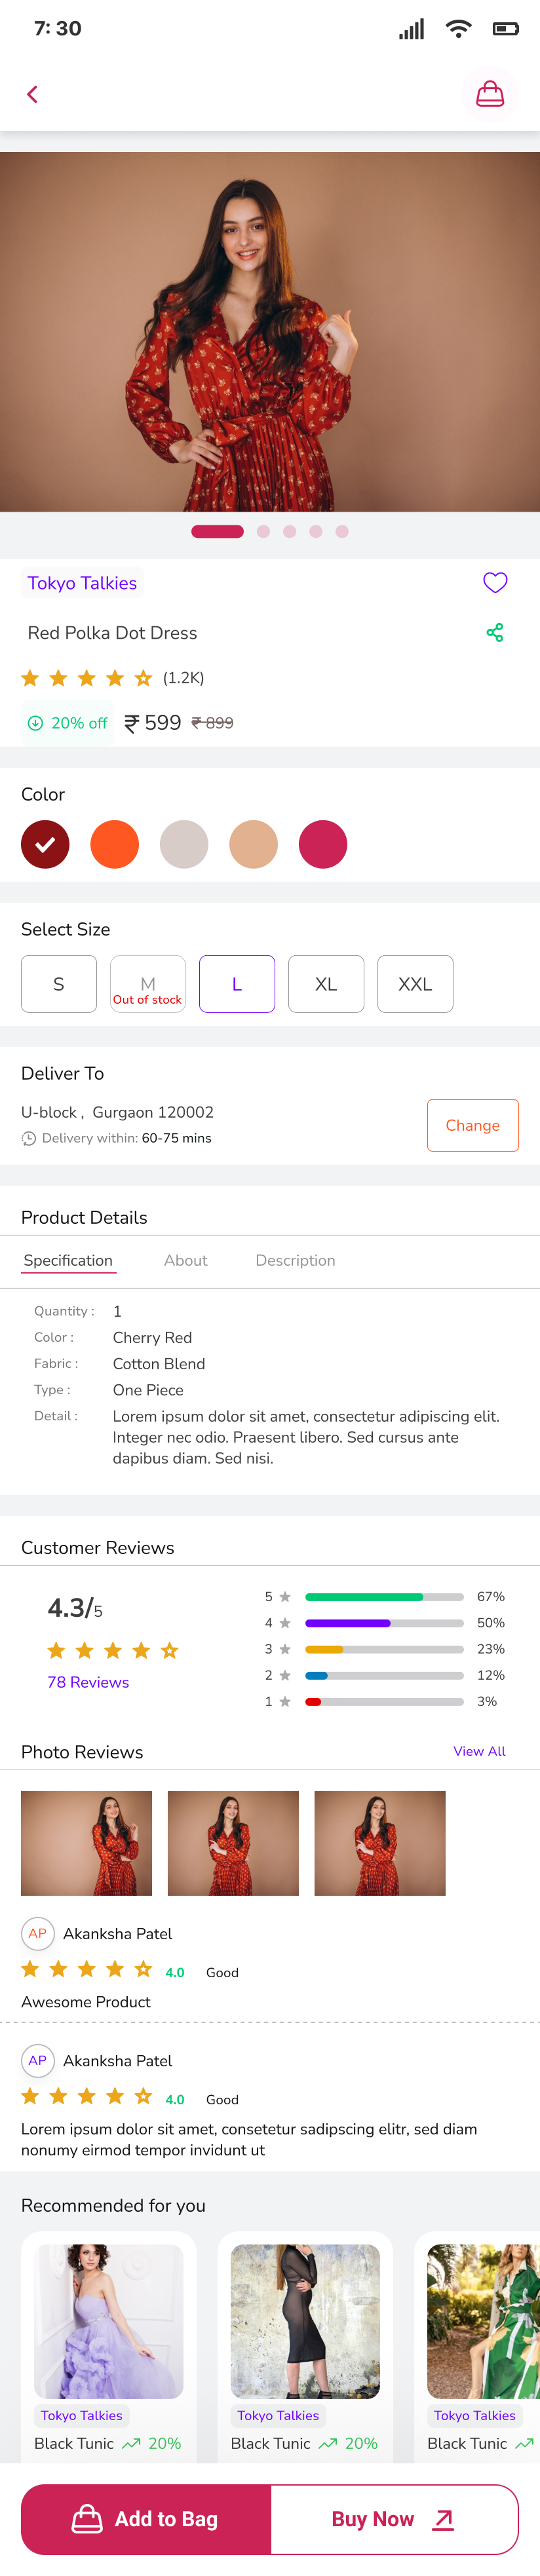 7: 30
Tokyo Talkies
Red Polka Dot Dress
(1.2K)
20% off ₹ 599 ₹ 899
Color
Select Size
S M L XL XXL
Out of stock
Deliver To
U-block , Gurgaon 120002
Delivery within: 60-75 mins
Change
Product Details
Specification About Description
Quantity : 1
Color : Cherry Red
Fabric : Cotton Blend
Type : One Piece
Detail : Lorem ipsum dolor sit amet, consectetur adipiscing elit.
Integer nec odio. Praesent libero. Sed cursus ante
dapibus diam. Sed nisi.
Customer Reviews
4.3/5
78 Reviews
5 67%
4 50%
3 23%
2 12%
1 3%
Photo Reviews View All
AP Akanksha Patel
4.0 Good
Awesome Product
AP Akanksha Patel
4.0 Good
Lorem ipsum dolor sit amet, consetetur sadipscing elitr, sed diam
nonumy eirmod tempor invidunt ut
Recommended for you
Tokyo Talkies Tokyo Talkies Tokyo Talkies
Black Tunic 20% Black Tunic 20% Black Tunic
Add to Bag Buy Now